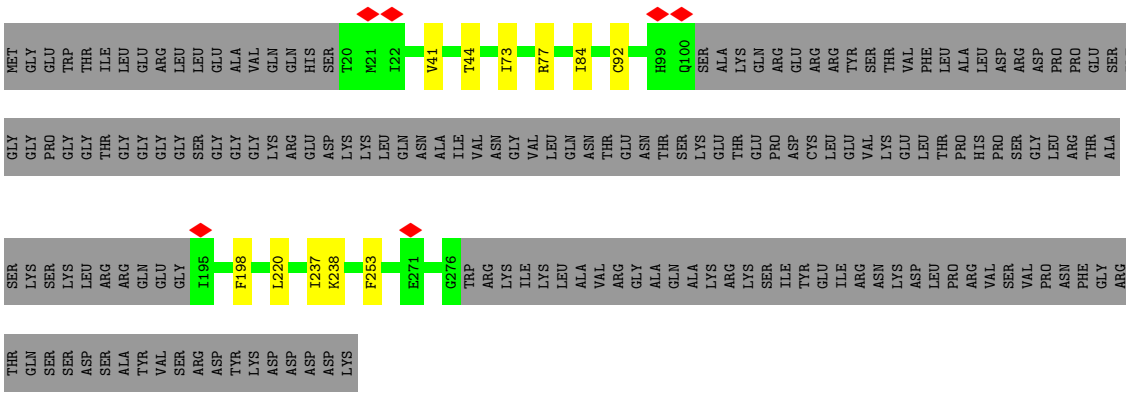 MET GLY GLU TRP THR ILE LEU GLU ARG LEU LEU GLU ALA VAL GLN GLN HIS SER T20 M21 I22 V41 T44 I73 R77 I84 C92 H99 Q100 SER ALA LYS GLN ARG GLU ARG ARG TYR SER THR VAL PHE LEU ALA LEU ASP ARG ASP PRO PRO GLU SER
GLY GLY PRO GLY GLY THR GLY GLY GLY GLY SER GLY GLY GLY LYS ARG GLU ASP LYS LYS LEU GLN ASN ALA ILE VAL ASN GLY VAL LEU GLN ASN THR GLU ASN THR SER LYS GLU THR GLU PRO ASP CYS LEU GLU VAL LYS GLU LEU THR PRO HIS PRO SER GLY LEU ARG THR ALA
SER LYS SER SER LYS LEU ARG ARG GLN GLU GLY I195 F198 L220 I237 K238 F253 E271 G276 TRP ARG LYS ILE LYS LEU ALA VAL ARG GLY ALA GLN ALA LYS ARG LYS SER ILE TYR GLU ILE ARG ASN LYS ASP LEU PRO ARG VAL SER VAL PRO ASN PHE GLY ARG
THR GLN SER SER ASP SER ALA TYR VAL SER ARG ASP TYR LYS ASP ASP ASP ASP LYS